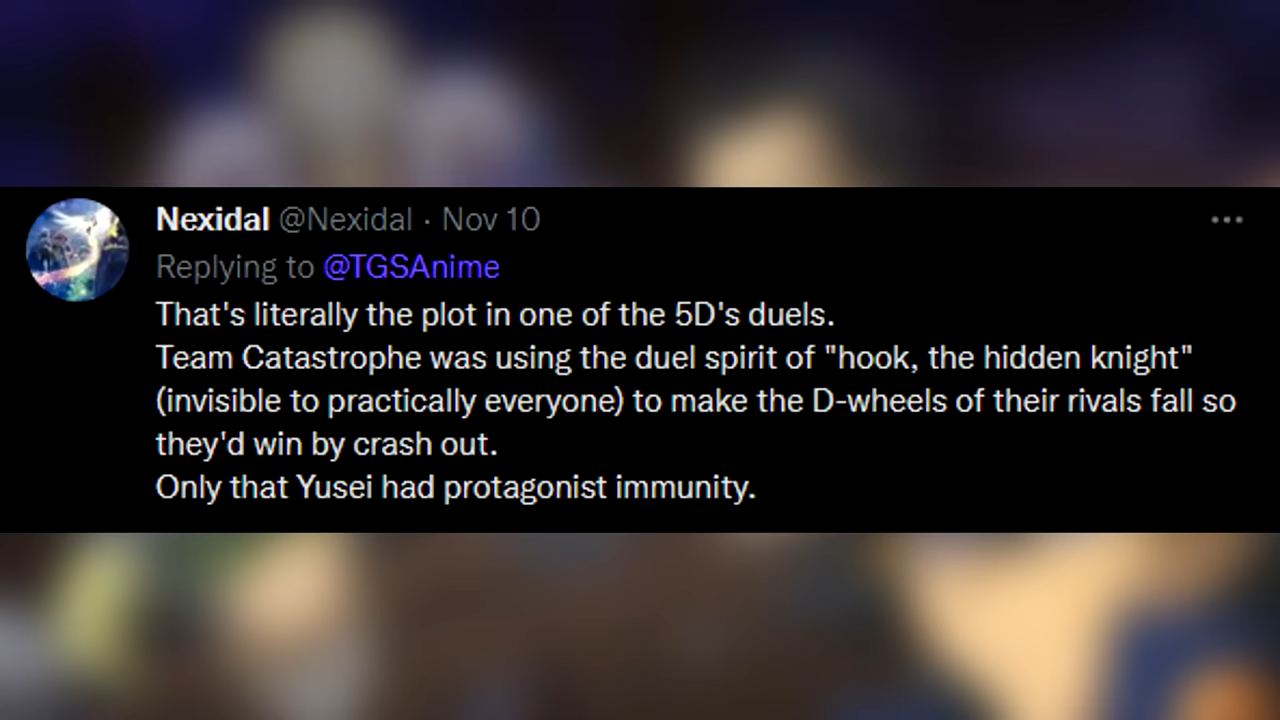 Nexidal @Nexidal · Nov 10
Replying to @TGSAnime
That's literally the plot in one of the 5D's duels.
Team Catastrophe was using the duel spirit of "hook, the hidden knight"
(invisible to practically everyone) to make the D-wheels of their rivals fall so
they'd win by crash out.
Only that Yusei had protagonist immunity.